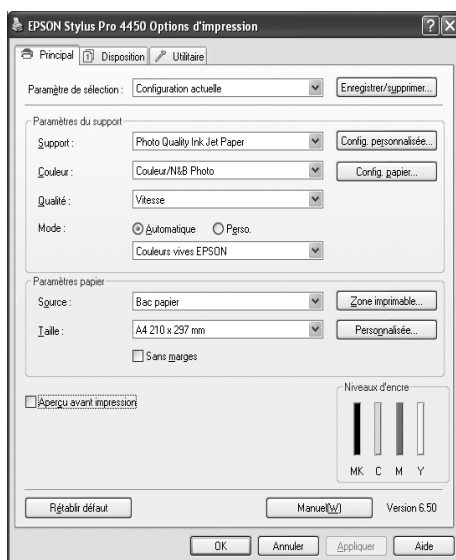 EPSON Stylus Pro 4450 Options d'impression
Principal Disposition Utilitaire
Paramètre de sélection : Configuration actuelle Enregistrer/supprimer...
Paramètres du support
Support : Photo Quality Ink Jet Paper Config. personnalisée...
Couleur : Couleur/N&B Photo Config. papier...
Qualité : Vitesse
Mode : Automatique Perso.
Couleurs vives EPSON
Paramètres papier
Source : Bac papier Zone imprimable...
Taille : A4 210 x 297 mm Personnalisée...
Sans marges
Aperçu avant impression
Niveaux d'encre
MK C M Y
Rétablir défaut Manuel(W) Version 6.50
OK Annuler Appliquer Aide